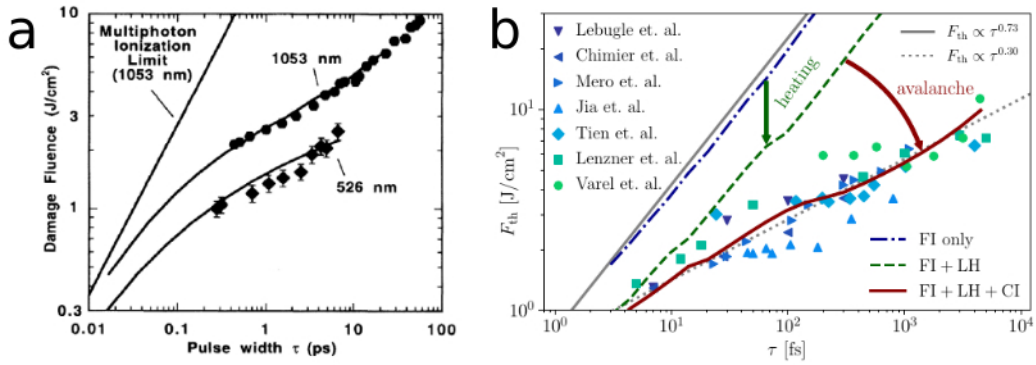 a
10
3
1
0.3
Damage Fluence (J/cm²)
Multiphoton
Ionization
Limit
(1053 nm)
1053 nm
526 nm
0.01
0.1
1
10
100
Pulse width τ (ps)
b
Lebugle et. al.
Chimier et. al.
Mero et. al.
Jia et. al.
Tien et. al.
Lenzner et. al.
Varel et. al.
F_th ∝ τ^0.73
F_th ∝ τ^0.30
heating
avalanche
FI only
FI + LH
FI + LH + CI
10¹
10⁰
F_th [J/cm²]
10⁰
10¹
10²
10³
10⁴
τ [fs]